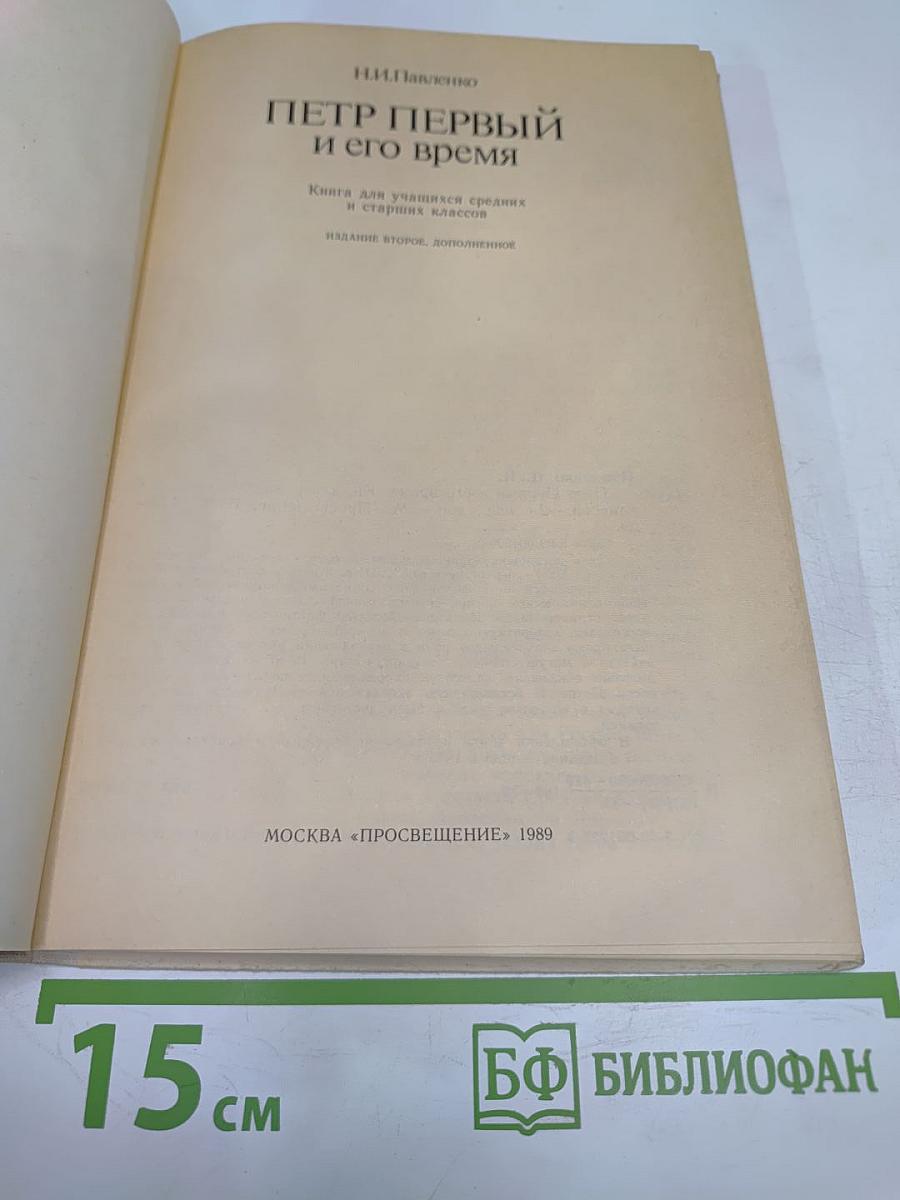 Н.И.Павленко
ПЕТР ПЕРВЫЙ
и его время
Книга для учащихся средних
и старших классов
ИЗДАНИЕ ВТОРОЕ, ДОПОЛНЕННОЕ
МОСКВА «ПРОСВЕЩЕНИЕ» 1989
15 см
БФ БИБЛИОФАН